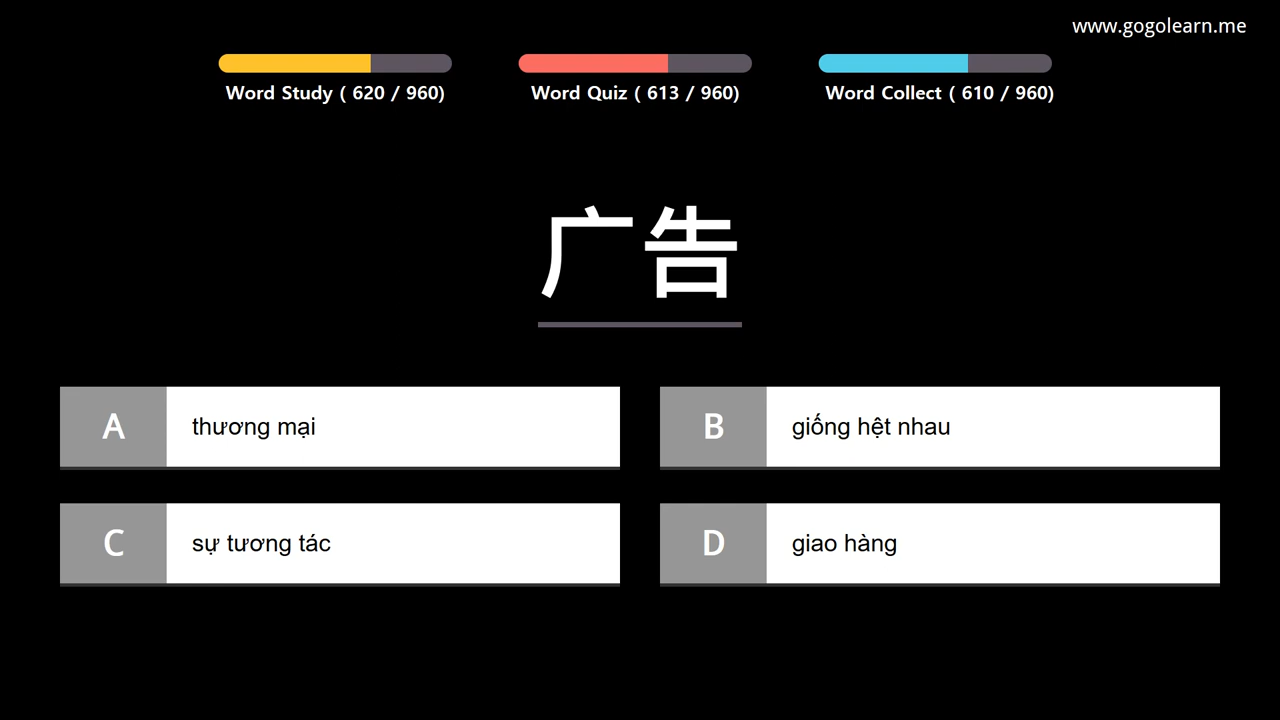 www.gogolearn.me
Word Study ( 620 / 960)
Word Quiz ( 613 / 960)
Word Collect ( 610 / 960)
广告
A thương mại
B giống hệt nhau
C sự tương tác
D giao hàng